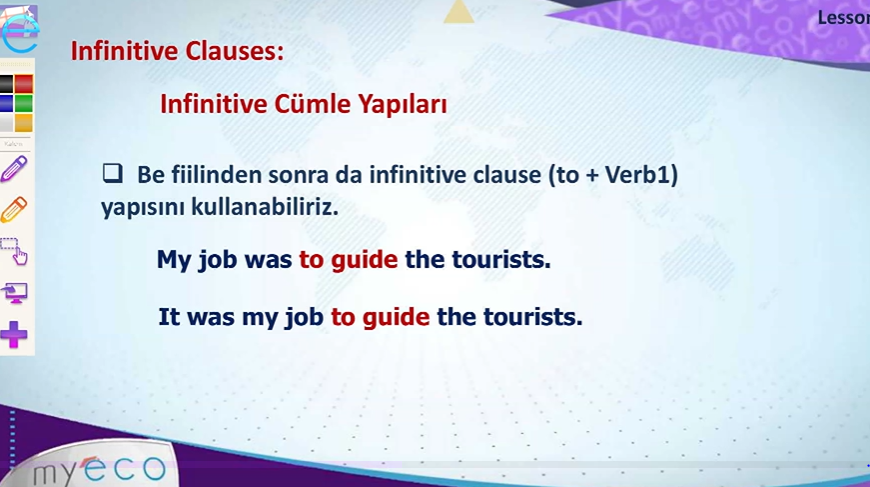 Lesson
Infinitive Clauses:
Infinitive Cümle Yapıları
❑ Be fiilinden sonra da infinitive clause (to + Verb1)
yapısını kullanabiliriz.
My job was to guide the tourists.
It was my job to guide the tourists.
myeco